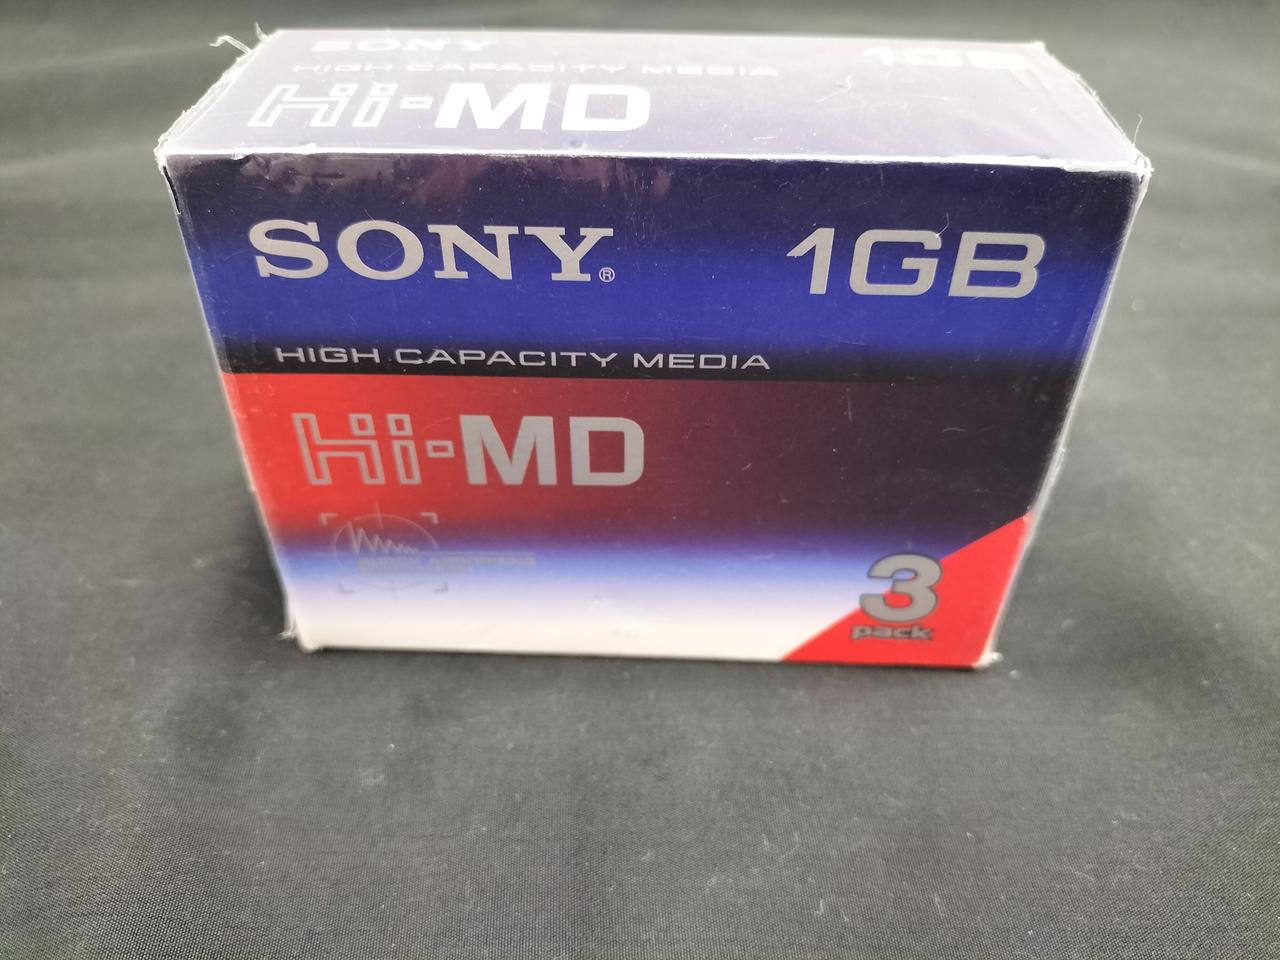 SONY 1GB
HIGH CAPACITY MEDIA
Hi-MD
SONY® 1GB
HIGH CAPACITY MEDIA
Hi-MD
3
pack